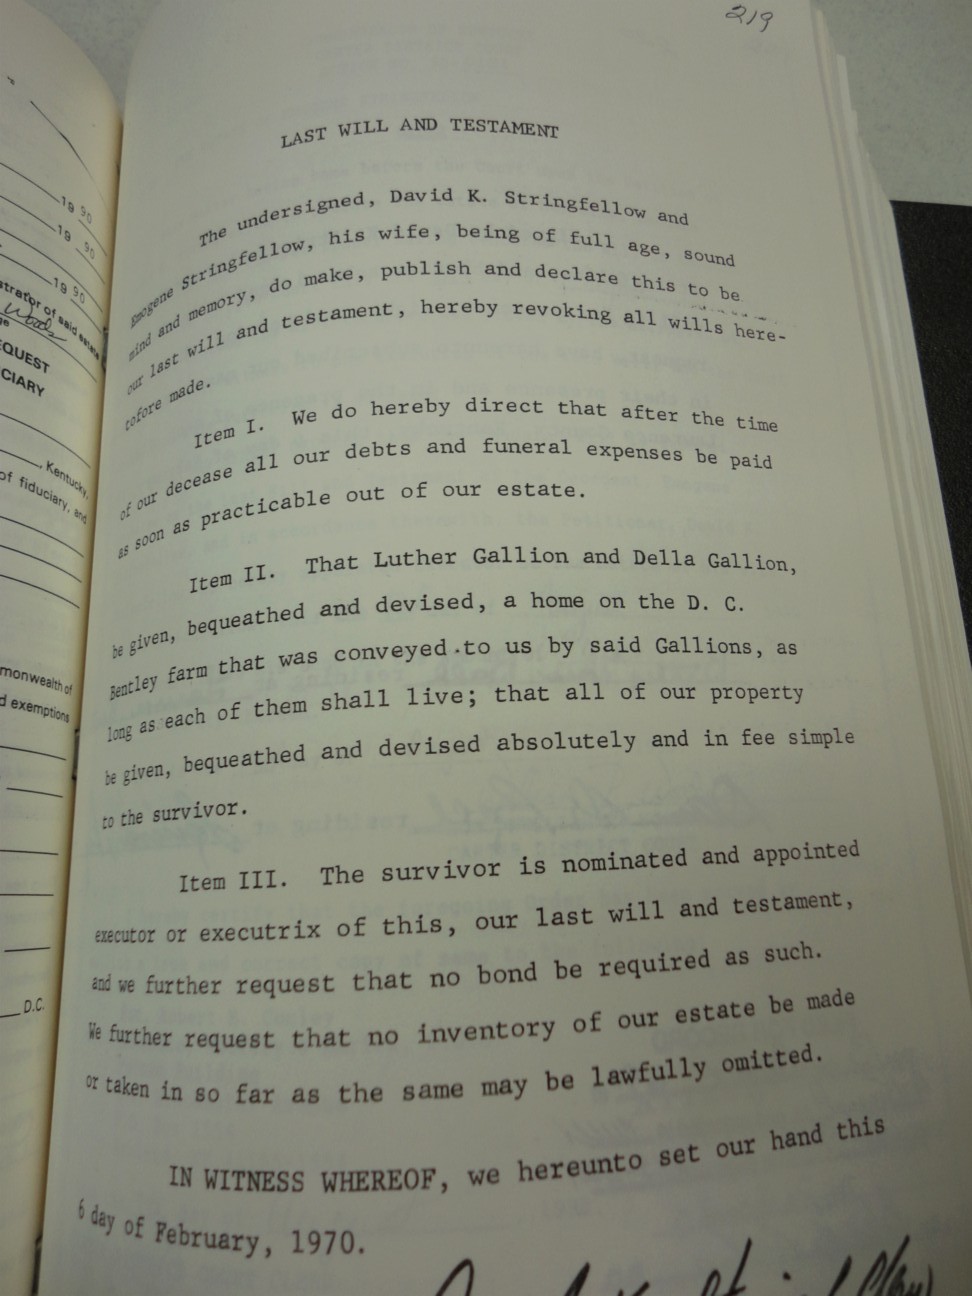 219
LAST WILL AND TESTAMENT
The undersigned, David K. Stringfellow and
Emogene Stringfellow, his wife, being of full age, sound
mind and memory, do make, publish and declare this to be
our last will and testament, hereby revoking all wills here-
tofore made.
Item I. We do hereby direct that after the time
of our decease all our debts and funeral expenses be paid
as soon as practicable out of our estate.
Item II. That Luther Gallion and Della Gallion,
be given, bequeathed and devised, a home on the D. C.
Bentley farm that was conveyed to us by said Gallions, as
long as each of them shall live; that all of our property
be given, bequeathed and devised absolutely and in fee simple
to the survivor.
Item III. The survivor is nominated and appointed
executor or executrix of this, our last will and testament,
and we further request that no bond be required as such.
We further request that no inventory of our estate be made
or taken in so far as the same may be lawfully omitted.
IN WITNESS WHEREOF, we hereunto set our hand this
6 day of February, 1970.
19 90
19 90
19 90
strator of said estate
Woods
EQUEST
CIARY
, Kentucky,
of fiduciary, and
monwealth of
d exemptions
D.C.